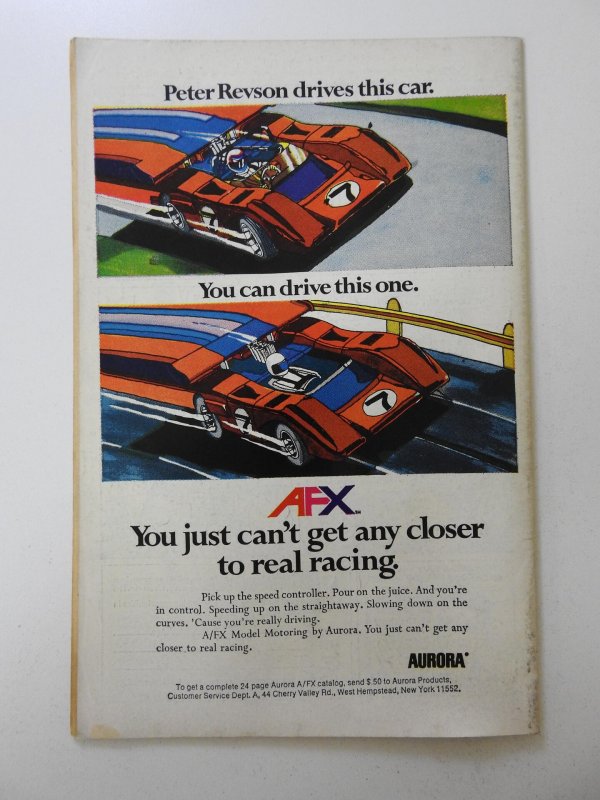 Peter Revson drives this car.
7
7
You can drive this one.
7
7
AFX™
You just can't get any closer
to real racing.
Pick up the speed controller. Pour on the juice. And you're
in control. Speeding up on the straightaway. Slowing down on the
curves. 'Cause you're really driving.
A/FX Model Motoring by Aurora. You just can't get any
closer to real racing.
AURORA®
To get a complete 24 page Aurora A/FX catalog, send $.50 to Aurora Products,
Customer Service Dept. A, 44 Cherry Valley Rd., West Hempstead, New York 11552.